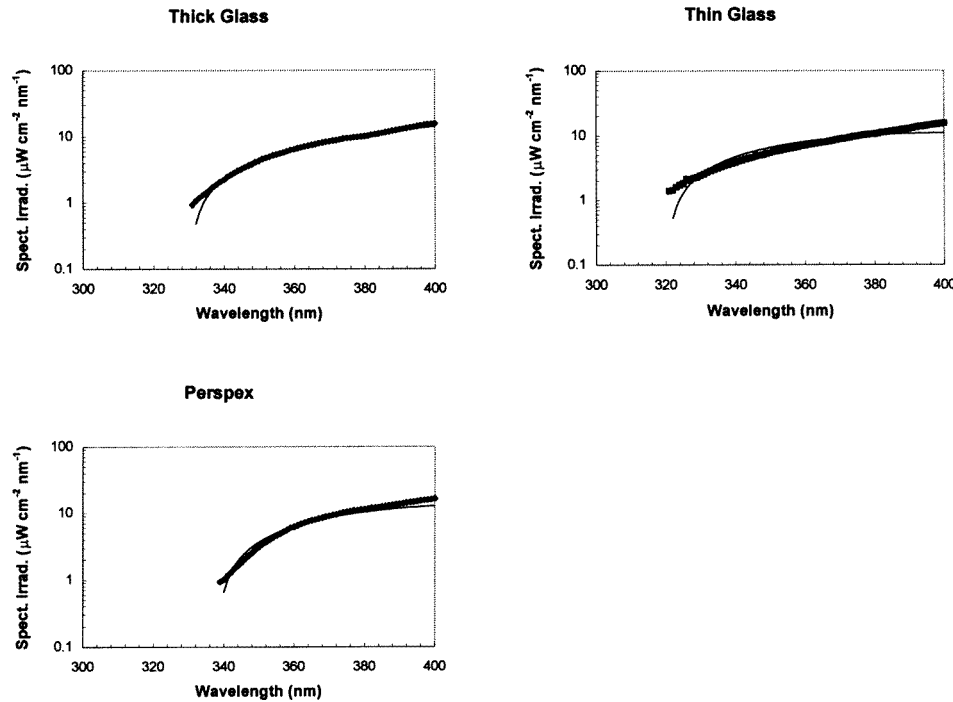 Thick Glass
Spect. Irrad. (µW cm⁻² nm⁻¹)
100
10
1
0.1
300 320 340 360 380 400
Wavelength (nm)
Thin Glass
Spect. Irrad. (µW cm⁻² nm⁻¹)
100
10
1
0.1
300 320 340 360 380 400
Wavelength (nm)
Perspex
Spect. Irrad. (µW cm⁻² nm⁻¹)
100
10
1
0.1
300 320 340 360 380 400
Wavelength (nm)